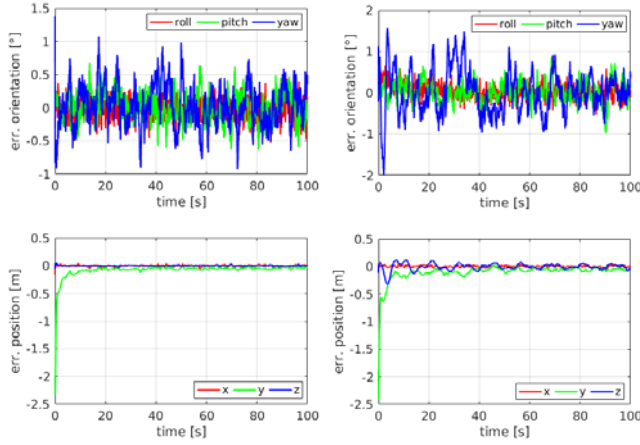 roll pitch yaw
1.5
1
0.5
0
-0.5
-1
err. orientation [°]
0 20 40 60 80 100
time [s]
roll pitch yaw
2
1
0
-1
-2
err. orientation [°]
0 20 40 60 80 100
time [s]
0.5
0
-0.5
-1
-1.5
-2
-2.5
err. position [m]
x y z
0 20 40 60 80 100
time [s]
0.5
0
-0.5
-1
-1.5
-2
-2.5
err. position [m]
x y z
0 20 40 60 80 100
time [s]